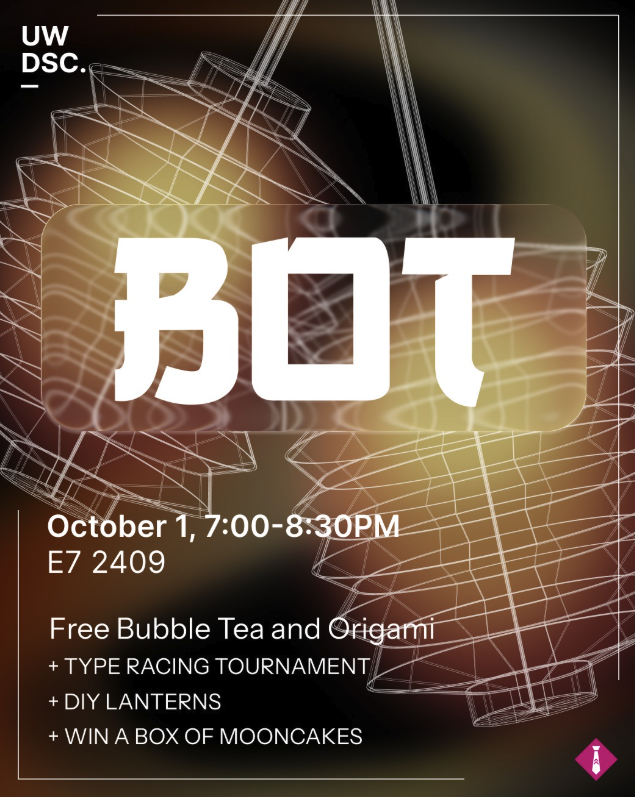 UW
DSC.
BOT
October 1, 7:00-8:30PM
E7 2409
Free Bubble Tea and Origami
+ TYPE RACING TOURNAMENT
+ DIY LANTERNS
+ WIN A BOX OF MOONCAKES